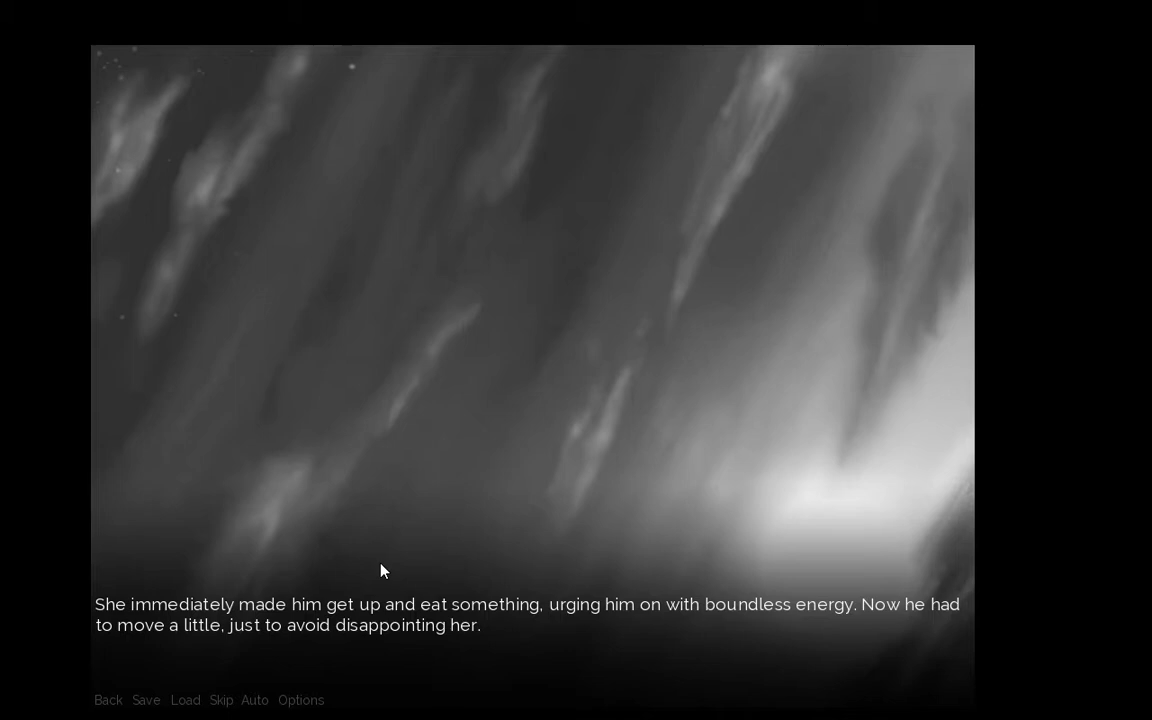 She immediately made him get up and eat something, urging him on with boundless energy. Now he had
to move a little, just to avoid disappointing her.
Back Save Load Skip Auto Options